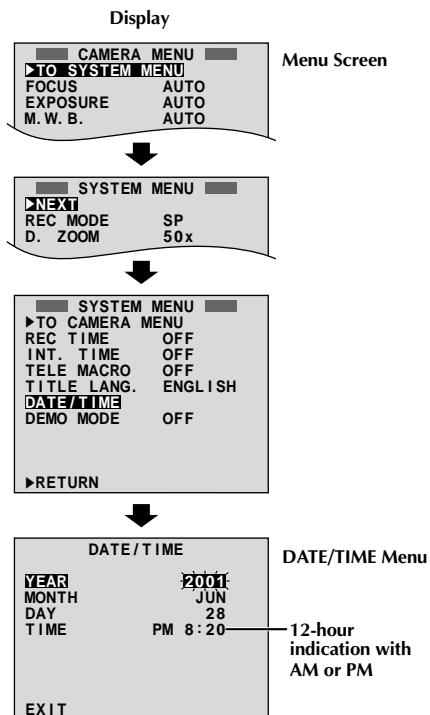 Display
CAMERA MENU
▶TO SYSTEM MENU
FOCUS AUTO
EXPOSURE AUTO
M.W.B. AUTO
Menu Screen
SYSTEM MENU
▶NEXT
REC MODE SP
D. ZOOM 50x
SYSTEM MENU
▶TO CAMERA MENU
REC TIME OFF
INT. TIME OFF
TELE MACRO OFF
TITLE LANG. ENGLISH
DATE/TIME
DEMO MODE OFF
▶RETURN
DATE/TIME
DATE/TIME Menu
YEAR 2001
MONTH JUN
DAY 28
TIME PM 8:20
12-hour
indication with
AM or PM
EXIT